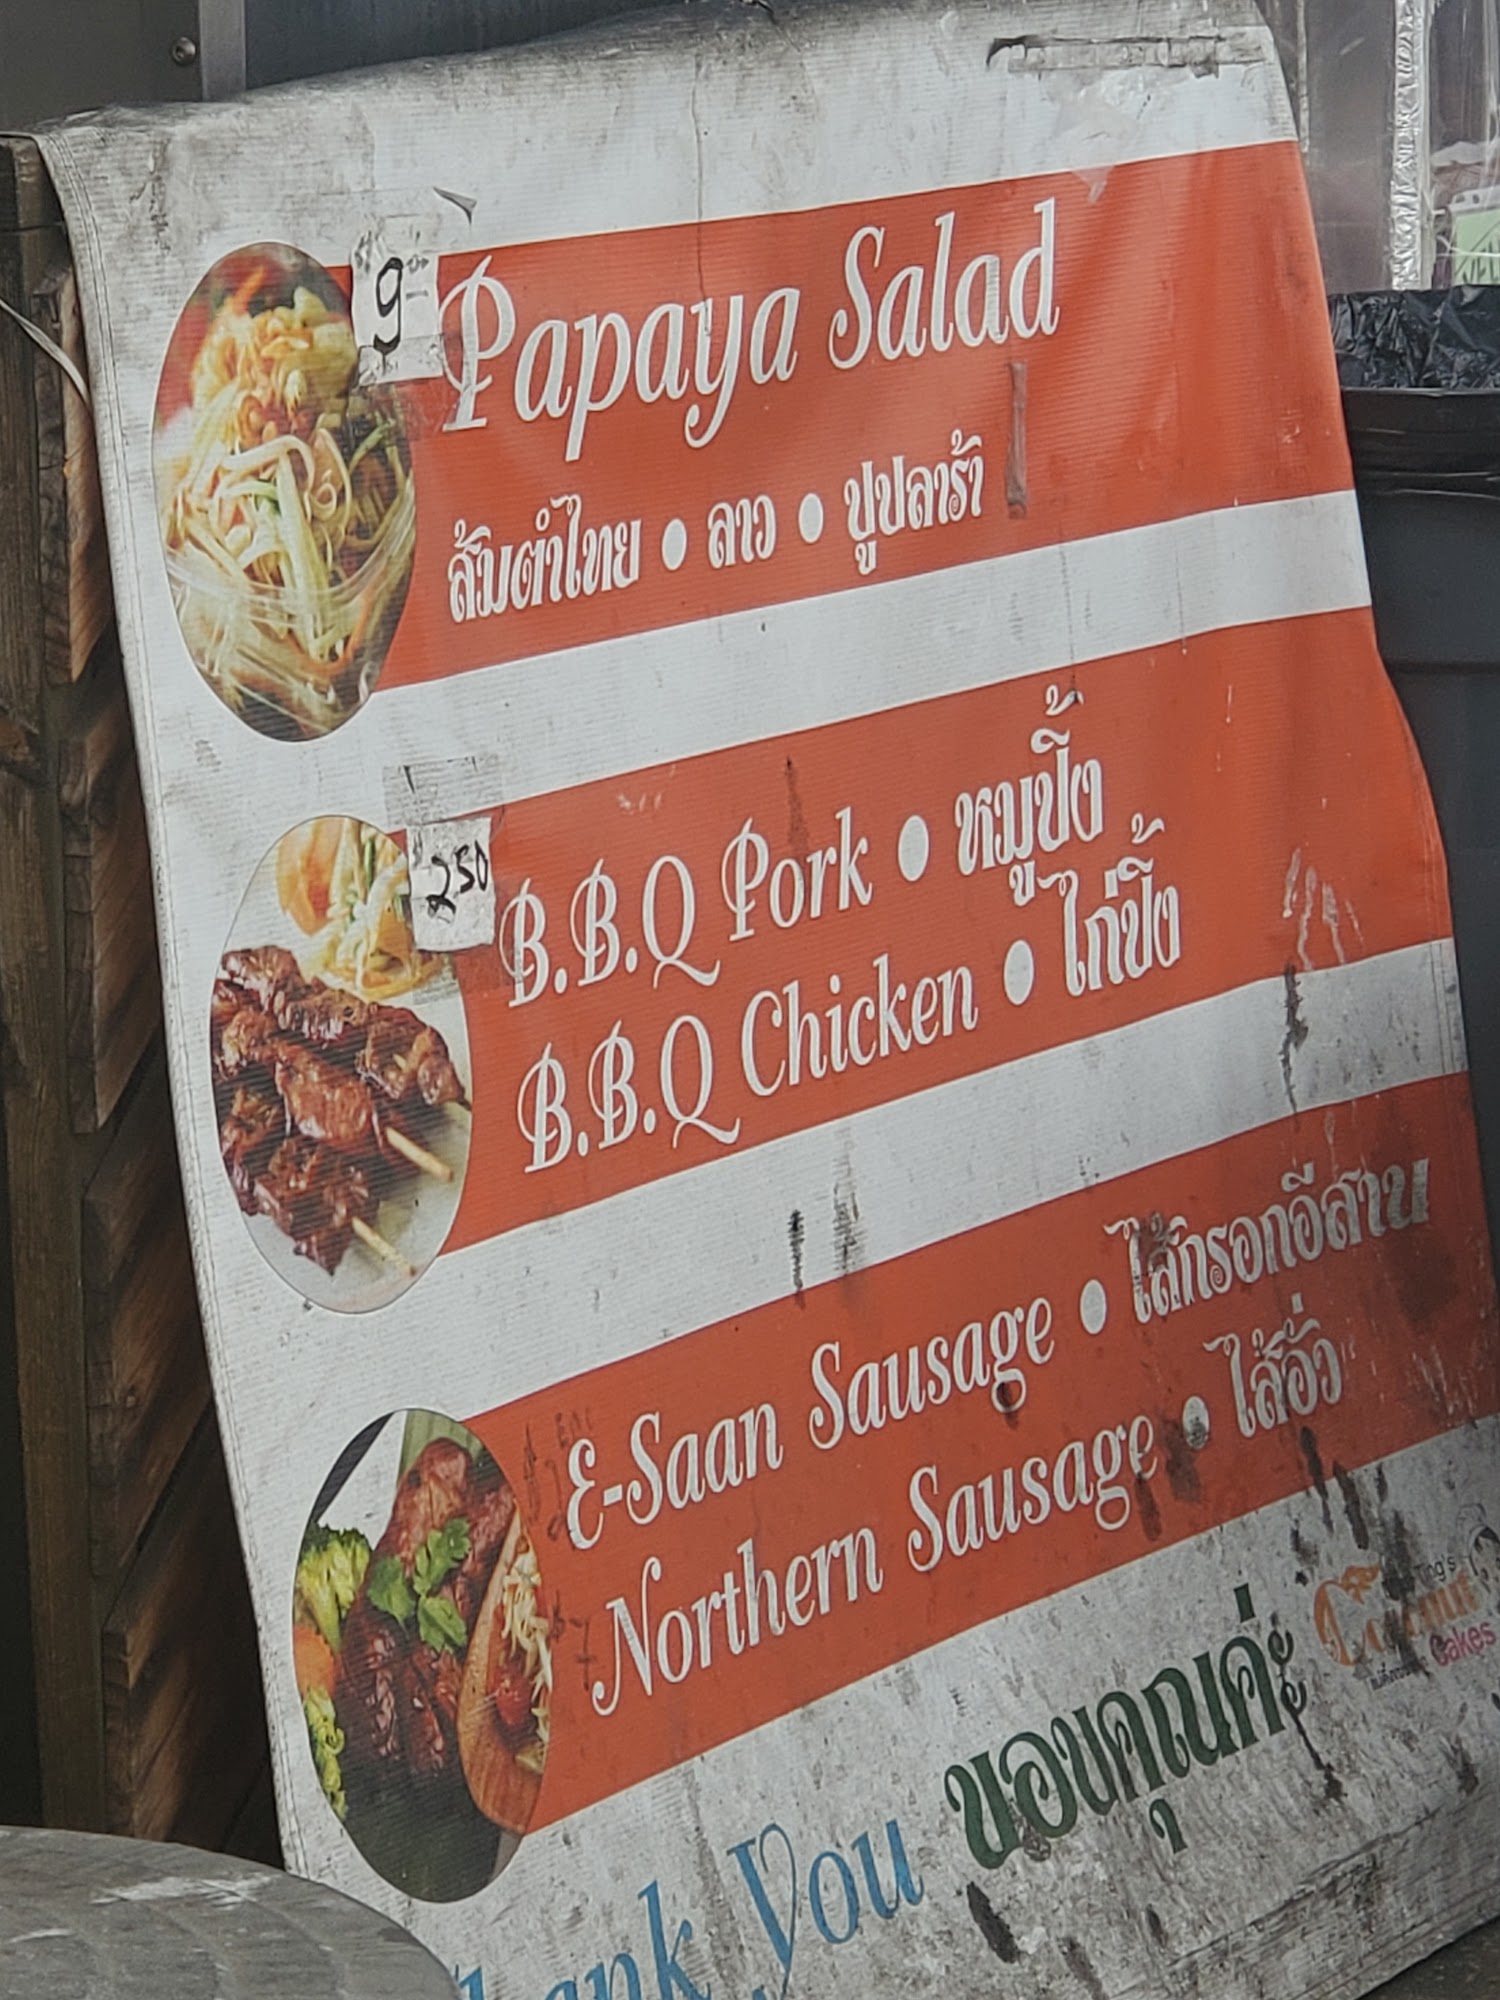 9
Papaya Salad
ส้มตำไทย • ลาว • ปูปลาร้า
2 50
B.B.Q Pork • หมูปิ้ง
B.B.Q Chicken • ไก่ปิ้ง
E-Saan Sausage • ไส้กรอกอีสาน
Northern Sausage • ไส้อั่ว
Ting's
Coconut
Cakes
You ขอบคุณค่ะ